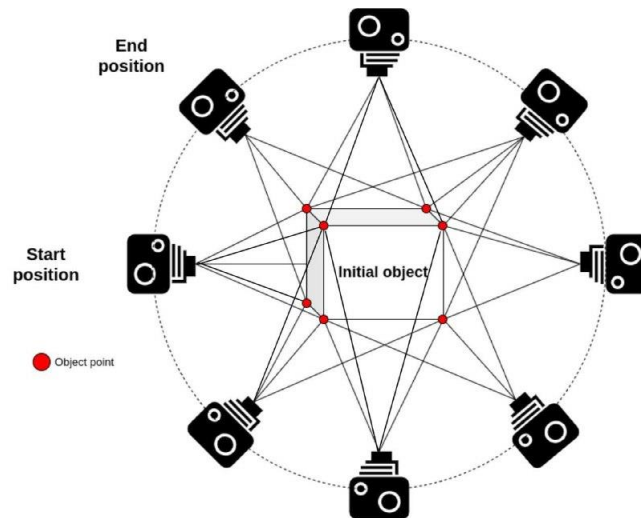 End
position
Start
position
Initial object
Object point